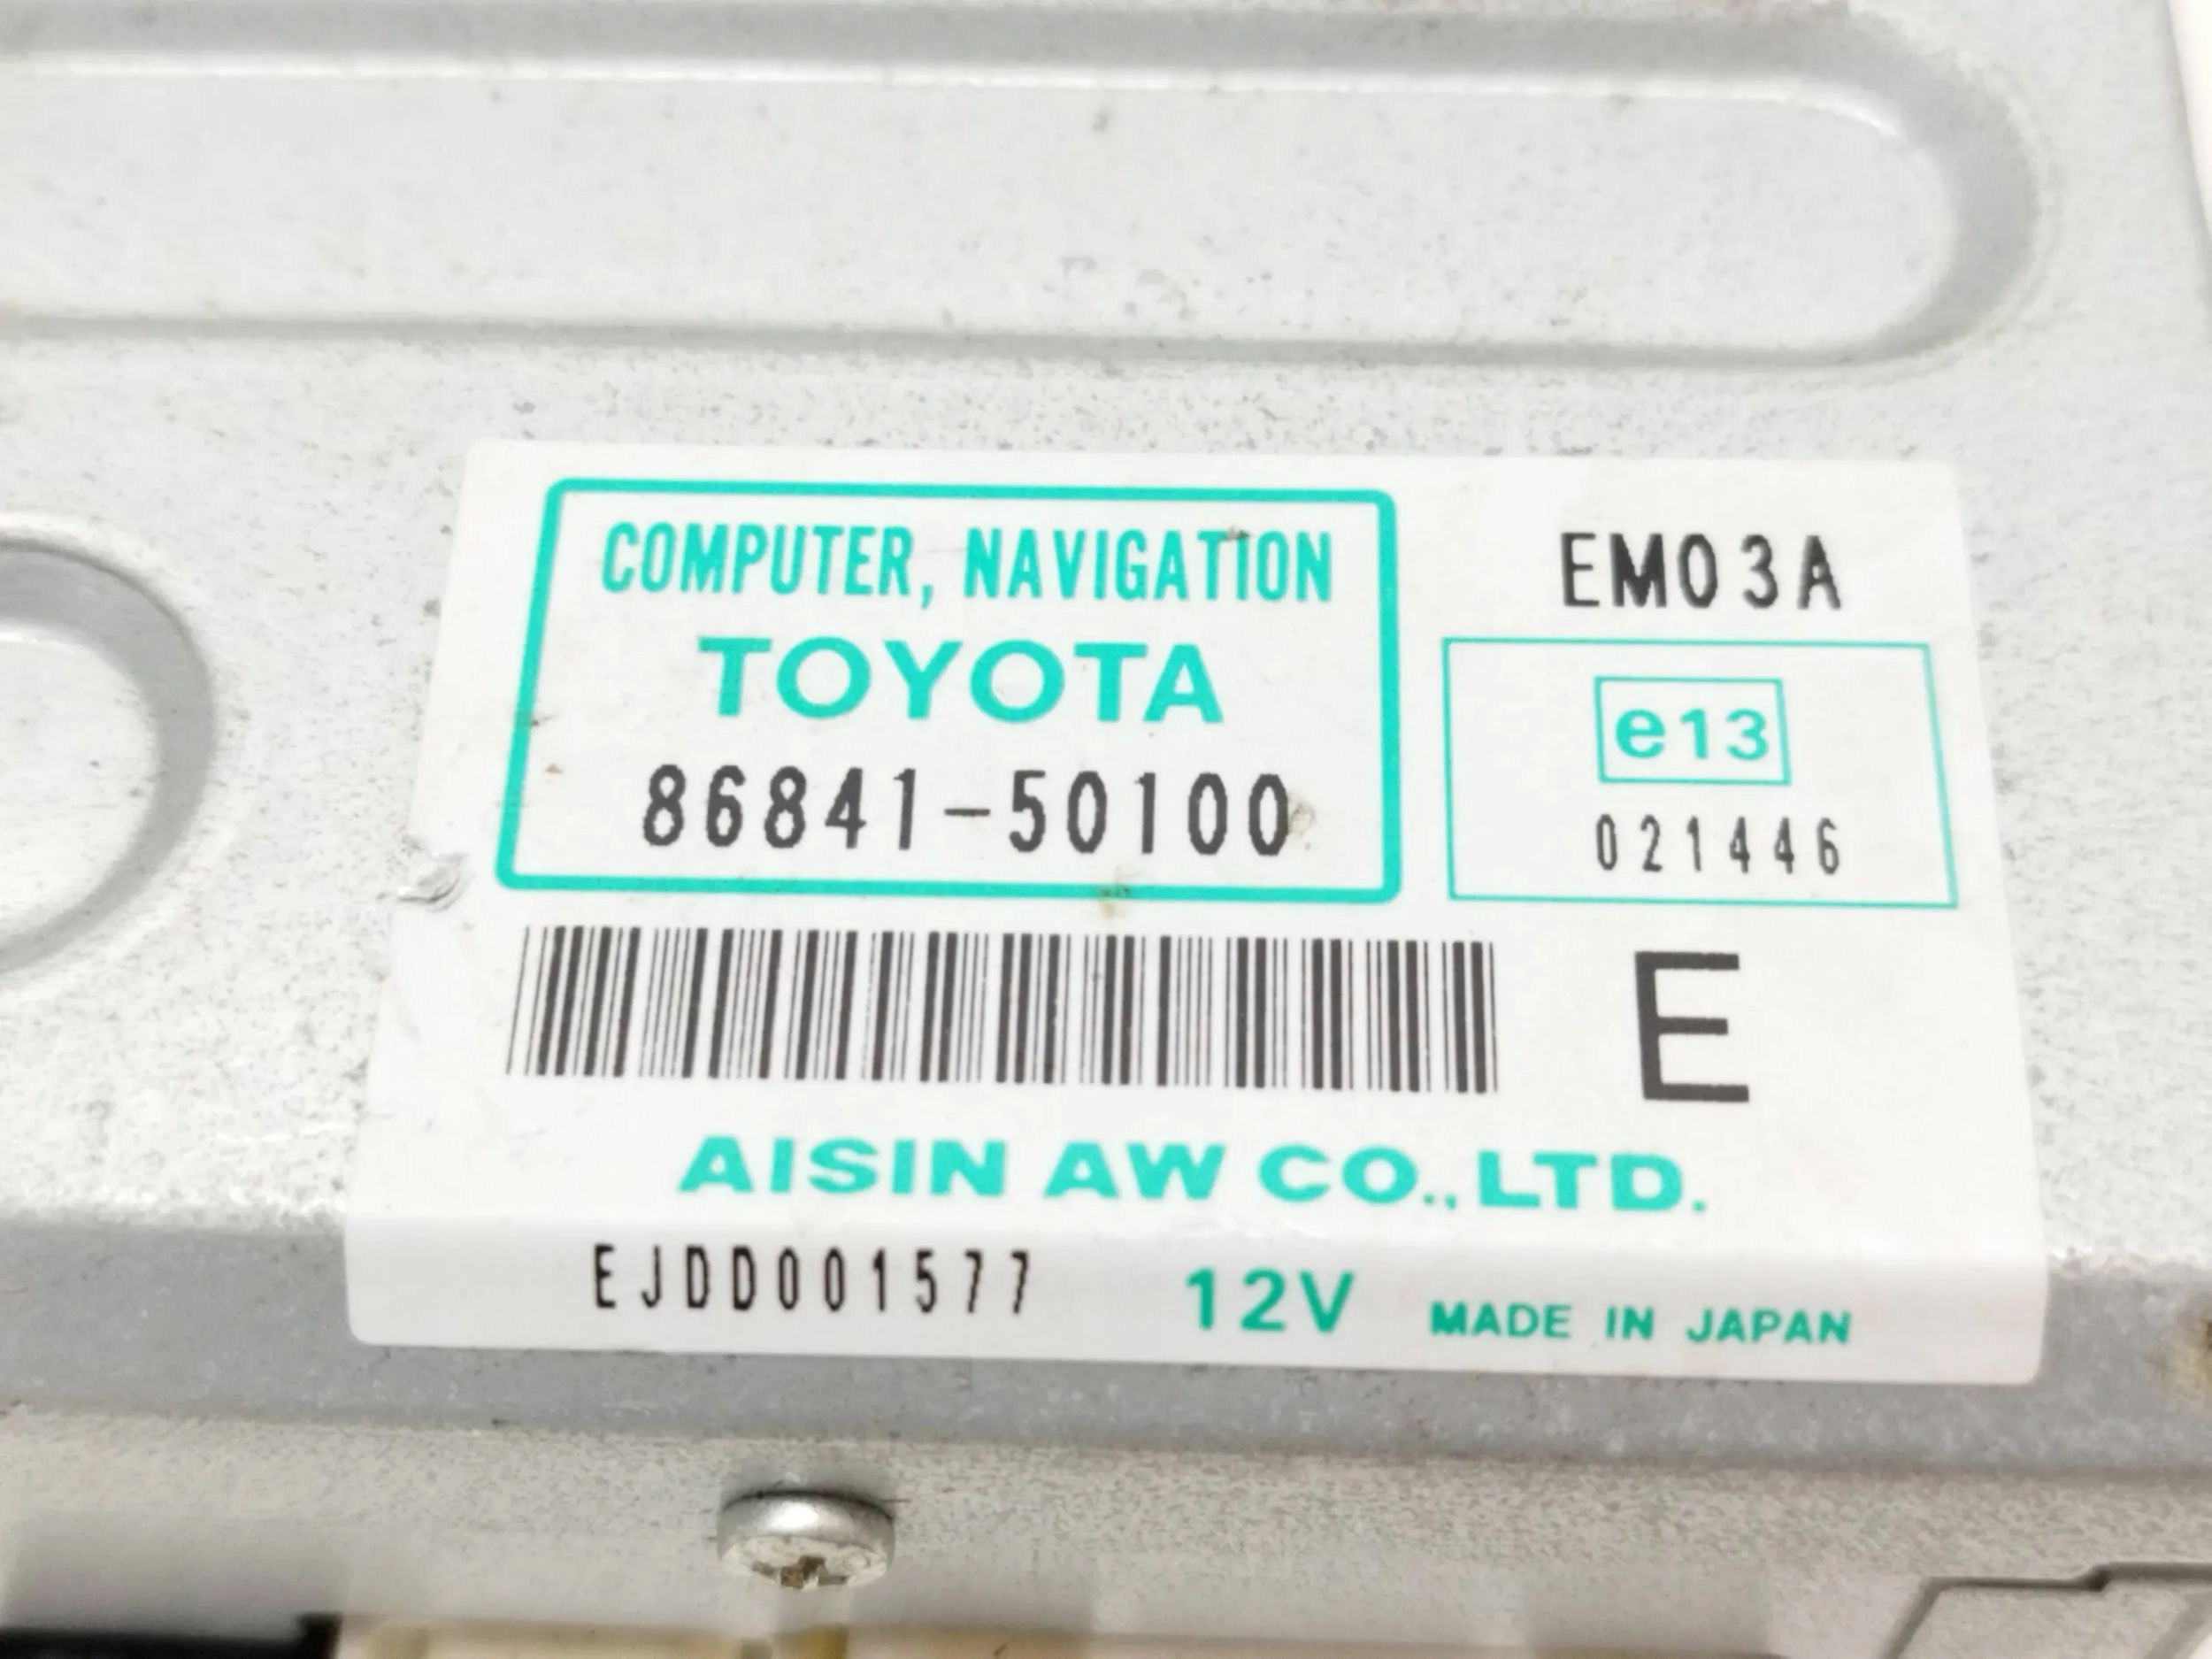 COMPUTER, NAVIGATION
TOYOTA
86841-50100
EM03A
e13
021446
E
AISIN AW CO.,LTD.
EJDD001577 12V MADE IN JAPAN